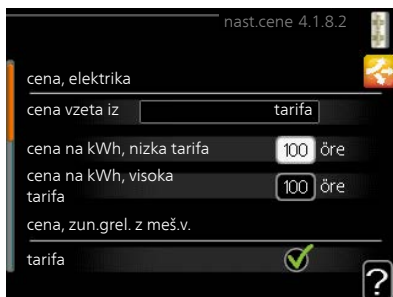 nast.cene 4.1.8.2
cena, elektrika
cena vzeta iz tarifa
cena na kWh, nizka tarifa 100 öre
cena na kWh, visoka
tarifa 100 öre
cena, zun.grel. z meš.v.
tarifa
?